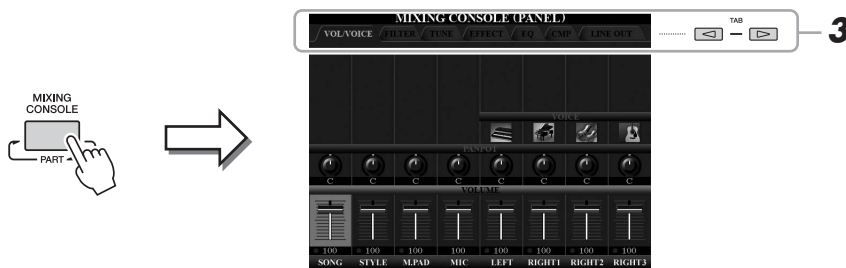 MIXING CONSOLE (PANEL)
VOL/VOICE FILTER TUNE EFFECT EQ CMP LINE OUT
TAB
3
MIXING
CONSOLE
PART
VOICE
PANPOT
C C C C C C C C
VOLUME
100 100 100 100 100 100 100 100
SONG STYLE M.PAD MIC LEFT RIGHT1 RIGHT2 RIGHT3